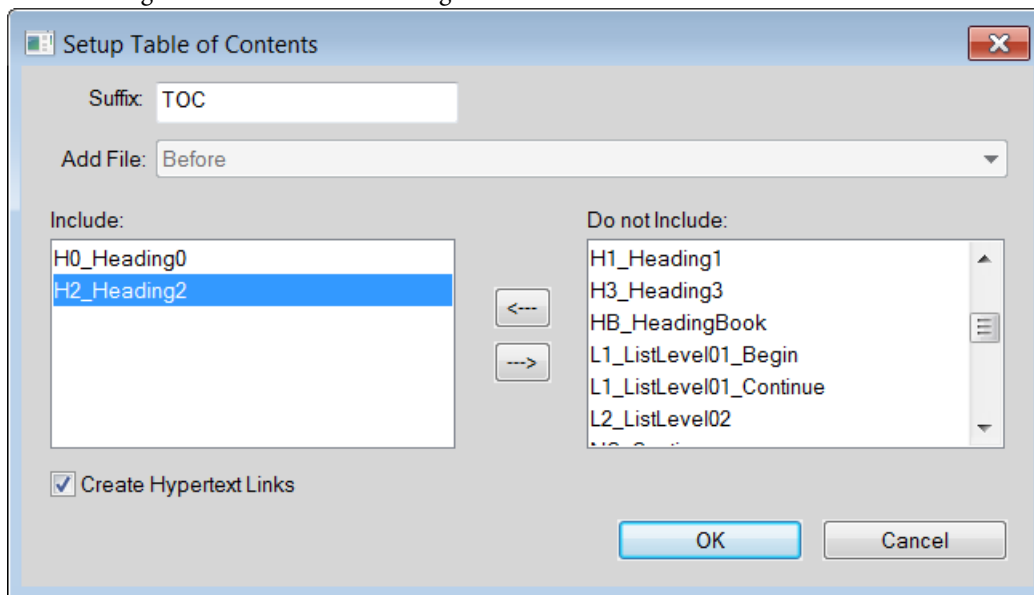 Setup Table of Contents
Suffix: TOC
Add File: Before
Include:
H0_Heading0
H2_Heading2
<---
--->
Do not Include:
H1_Heading1
H3_Heading3
HB_HeadingBook
L1_ListLevel01_Begin
L1_ListLevel01_Continue
L2_ListLevel02
Create Hypertext Links
OK
Cancel